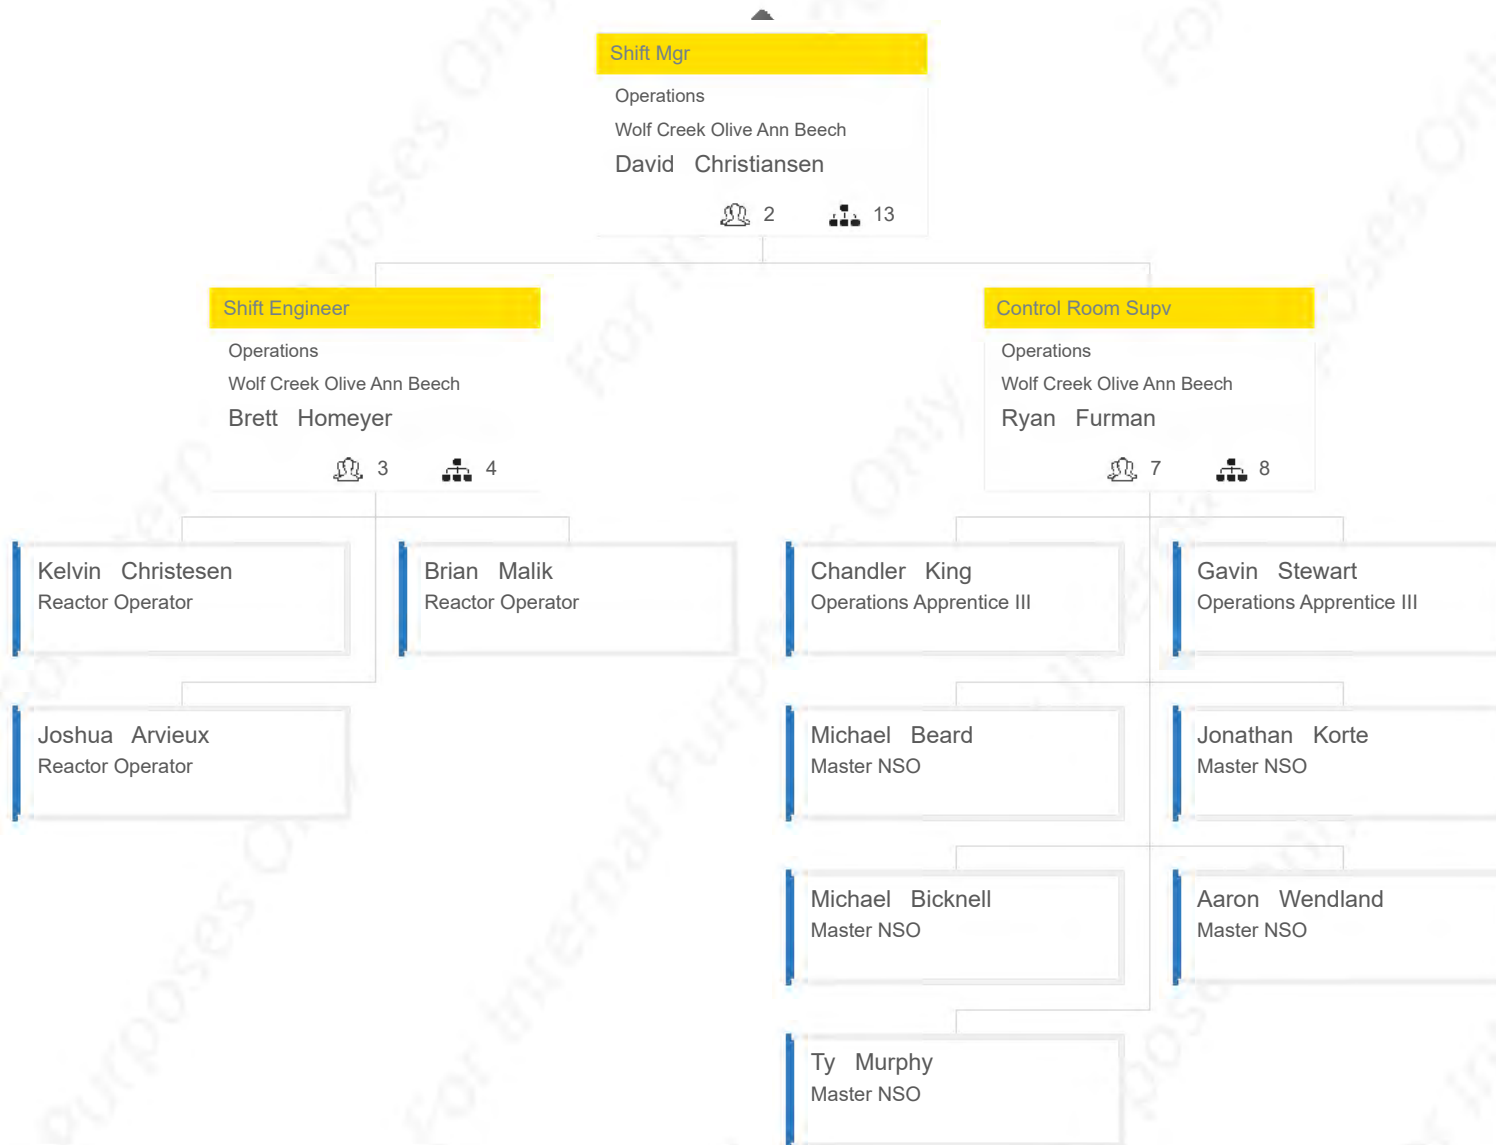 Shift Mgr
Operations
Wolf Creek Olive Ann Beech
David Christiansen
2 13
Shift Engineer
Operations
Wolf Creek Olive Ann Beech
Brett Homeyer
3 4
Control Room Supv
Operations
Wolf Creek Olive Ann Beech
Ryan Furman
7 8
Kelvin Christesen
Reactor Operator
Brian Malik
Reactor Operator
Joshua Arvieux
Reactor Operator
Chandler King
Operations Apprentice III
Gavin Stewart
Operations Apprentice III
Michael Beard
Master NSO
Jonathan Korte
Master NSO
Michael Bicknell
Master NSO
Aaron Wendland
Master NSO
Ty Murphy
Master NSO
For Internal Purposes Only